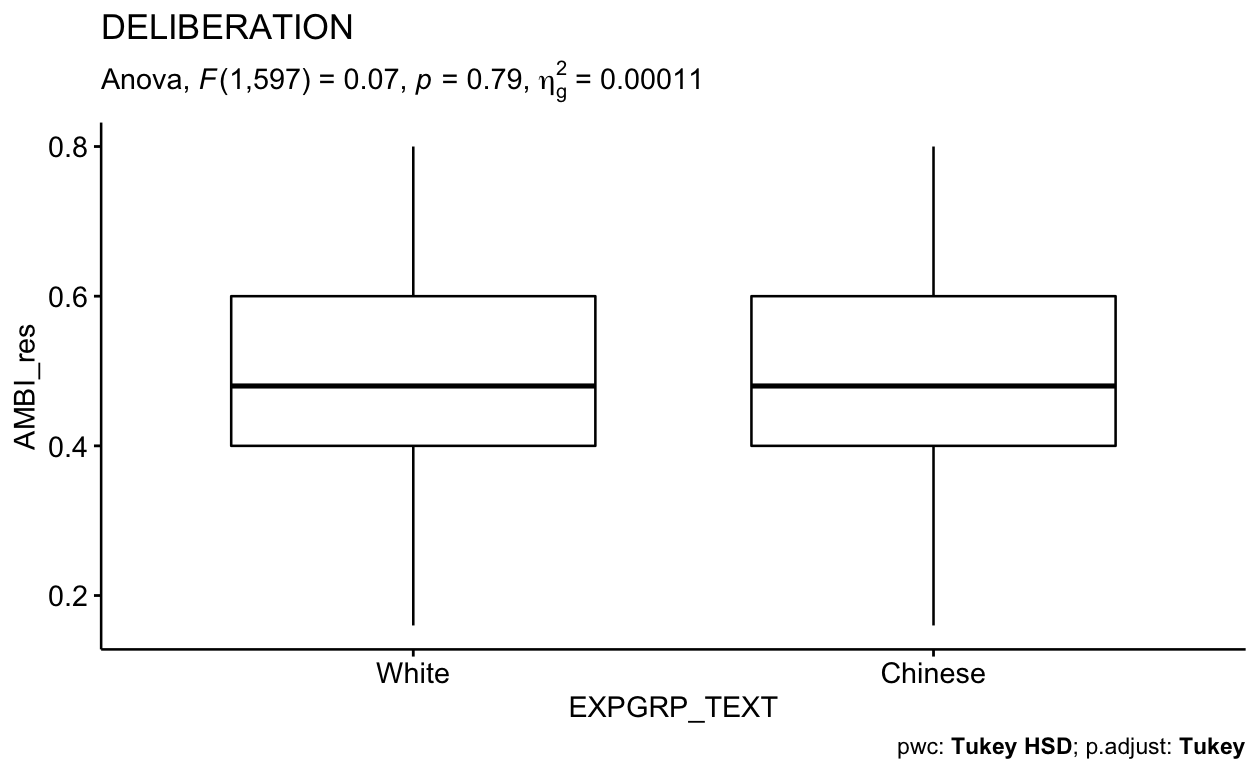 DELIBERATION
Anova, F(1,597) = 0.07, p = 0.79, η²g = 0.00011
0.8
0.6
0.4
0.2
AMBI_res
White Chinese
EXPGRP_TEXT
pwc: Tukey HSD; p.adjust: Tukey